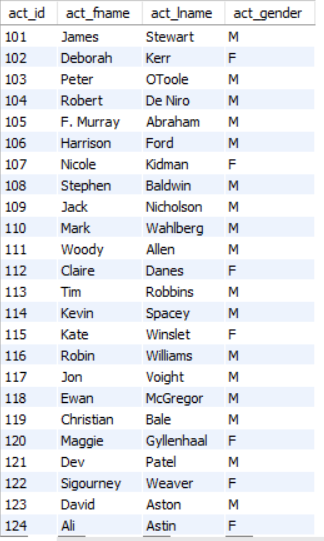 act_id act_fname act_lname act_gender
101 James Stewart M
102 Deborah Kerr F
103 Peter OToole M
104 Robert De Niro M
105 F. Murray Abraham M
106 Harrison Ford M
107 Nicole Kidman F
108 Stephen Baldwin M
109 Jack Nicholson M
110 Mark Wahlberg M
111 Woody Allen M
112 Claire Danes F
113 Tim Robbins M
114 Kevin Spacey M
115 Kate Winslet F
116 Robin Williams M
117 Jon Voight M
118 Ewan McGregor M
119 Christian Bale M
120 Maggie Gyllenhaal F
121 Dev Patel M
122 Sigourney Weaver F
123 David Aston M
124 Ali Astin F